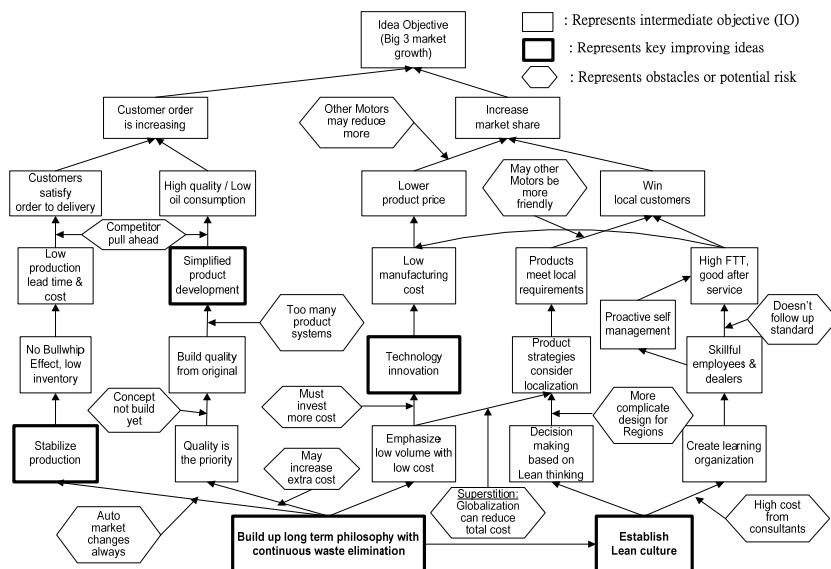 Idea Objective
(Big 3 market
growth)
: Represents intermediate objective (IO)
: Represents key improving ideas
: Represents obstacles or potential risk
Customer order
is increasing
Other Motors
may reduce
more
Increase
market share
Customers
satisfy
order to delivery
High quality / Low
oil consumption
Lower
product price
May other
Motors be
more
friendly
Win
local customers
Competitor
pull ahead
Low
production
lead time &
cost
Simplified
product
development
Low
manufacturing
cost
Products
meet local
requirements
High FTT,
good after
service
Too many
product
systems
Proactive self
management
Doesn't
follow up
standard
No Bullwhip
Effect, low
inventory
Build quality
from original
Technology
innovation
Product
strategies
consider
localization
Skillful
employees &
dealers
Concept
not build
yet
Must
invest
more cost
More
complicate
design for
Regions
Stabilize
production
Quality is
the priority
May
increase
extra cost
Emphasize
low volume with
low cost
Decision
making
based on
Lean thinking
Create learning
organization
Superstition:
Globalization
can reduce
total cost
Auto
market
changes
always
Build up long term philosophy with
continuous waste elimination
Establish
Lean culture
High cost
from
consultants